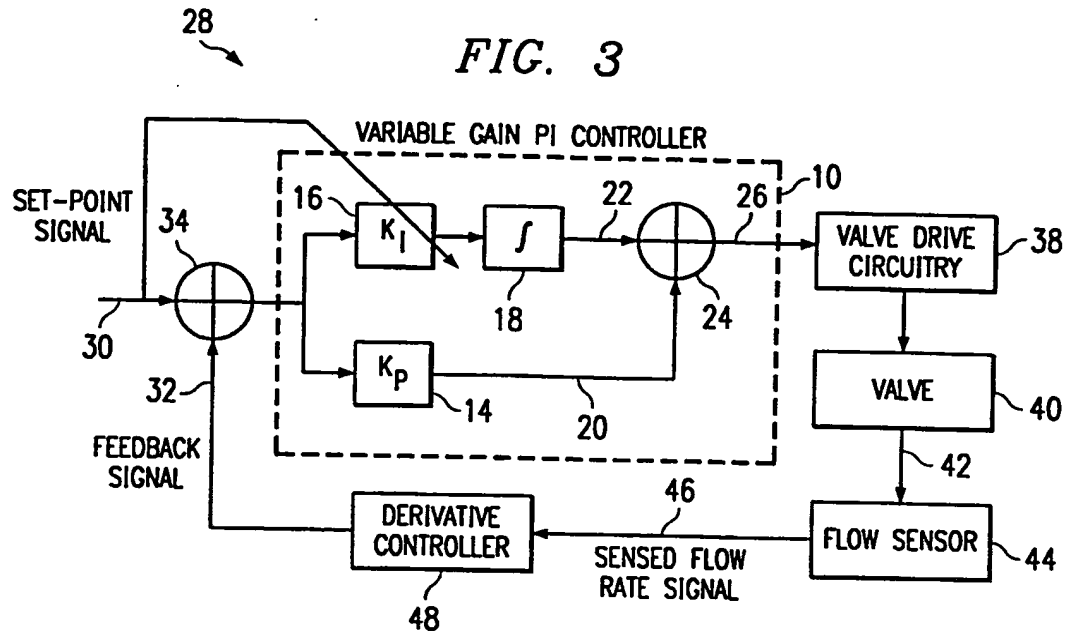 28
FIG. 3
VARIABLE GAIN PI CONTROLLER
10
SET-POINT
SIGNAL
34
16
K_I
∫
22
26
VALVE DRIVE
CIRCUITRY
38
18
24
30
32
K_P
14
20
VALVE
40
FEEDBACK
SIGNAL
42
46
DERIVATIVE
CONTROLLER
FLOW SENSOR
44
SENSED FLOW
RATE SIGNAL
48